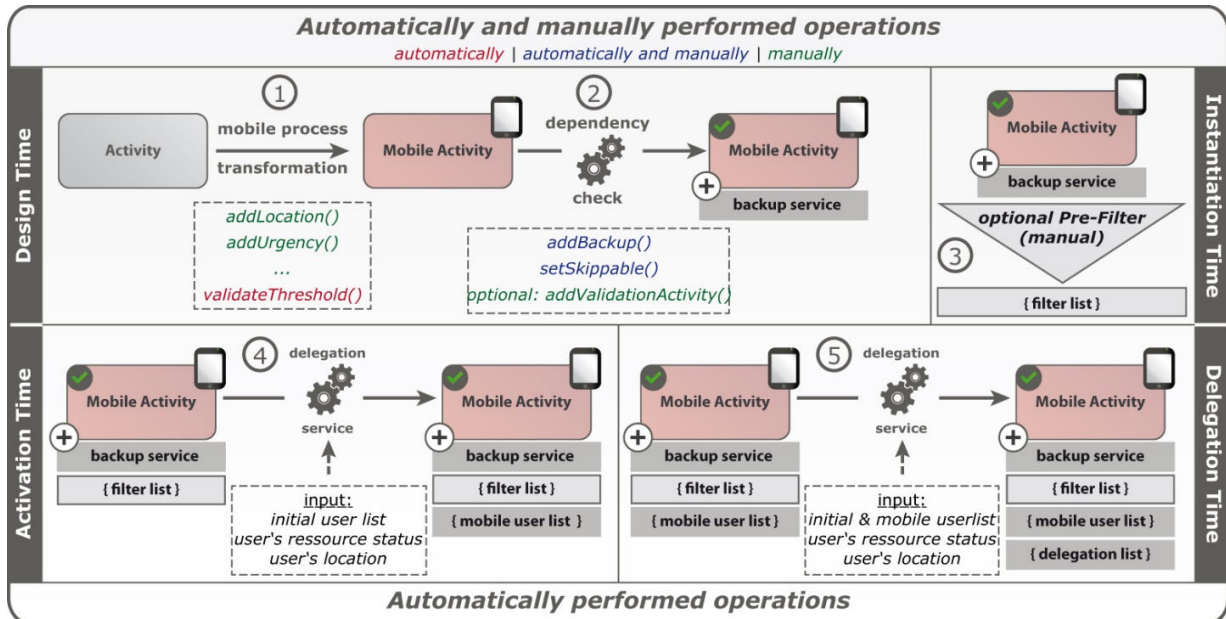 Automatically and manually performed operations
automatically | automatically and manually | manually
Design Time
1
mobile process
transformation
Activity
Mobile Activity
addLocation()
addUrgency()
...
validateThreshold()
2
dependency
check
Mobile Activity
+
backup service
addBackup()
setSkippable()
optional: addValidationActivity()
Instantiation Time
Mobile Activity
+
backup service
optional Pre-Filter
(manual)
3
{ filter list }
Activation Time
Mobile Activity
+
backup service
{ filter list }
4
delegation
service
input:
initial user list
user's ressource status
user's location
Mobile Activity
+
backup service
{ filter list }
{ mobile user list }
Mobile Activity
+
backup service
{ filter list }
{ mobile user list }
5
delegation
service
input:
initial & mobile userlist
user's ressource status
user's location
Mobile Activity
+
backup service
{ filter list }
{ mobile user list }
{ delegation list }
Delegation Time
Automatically performed operations